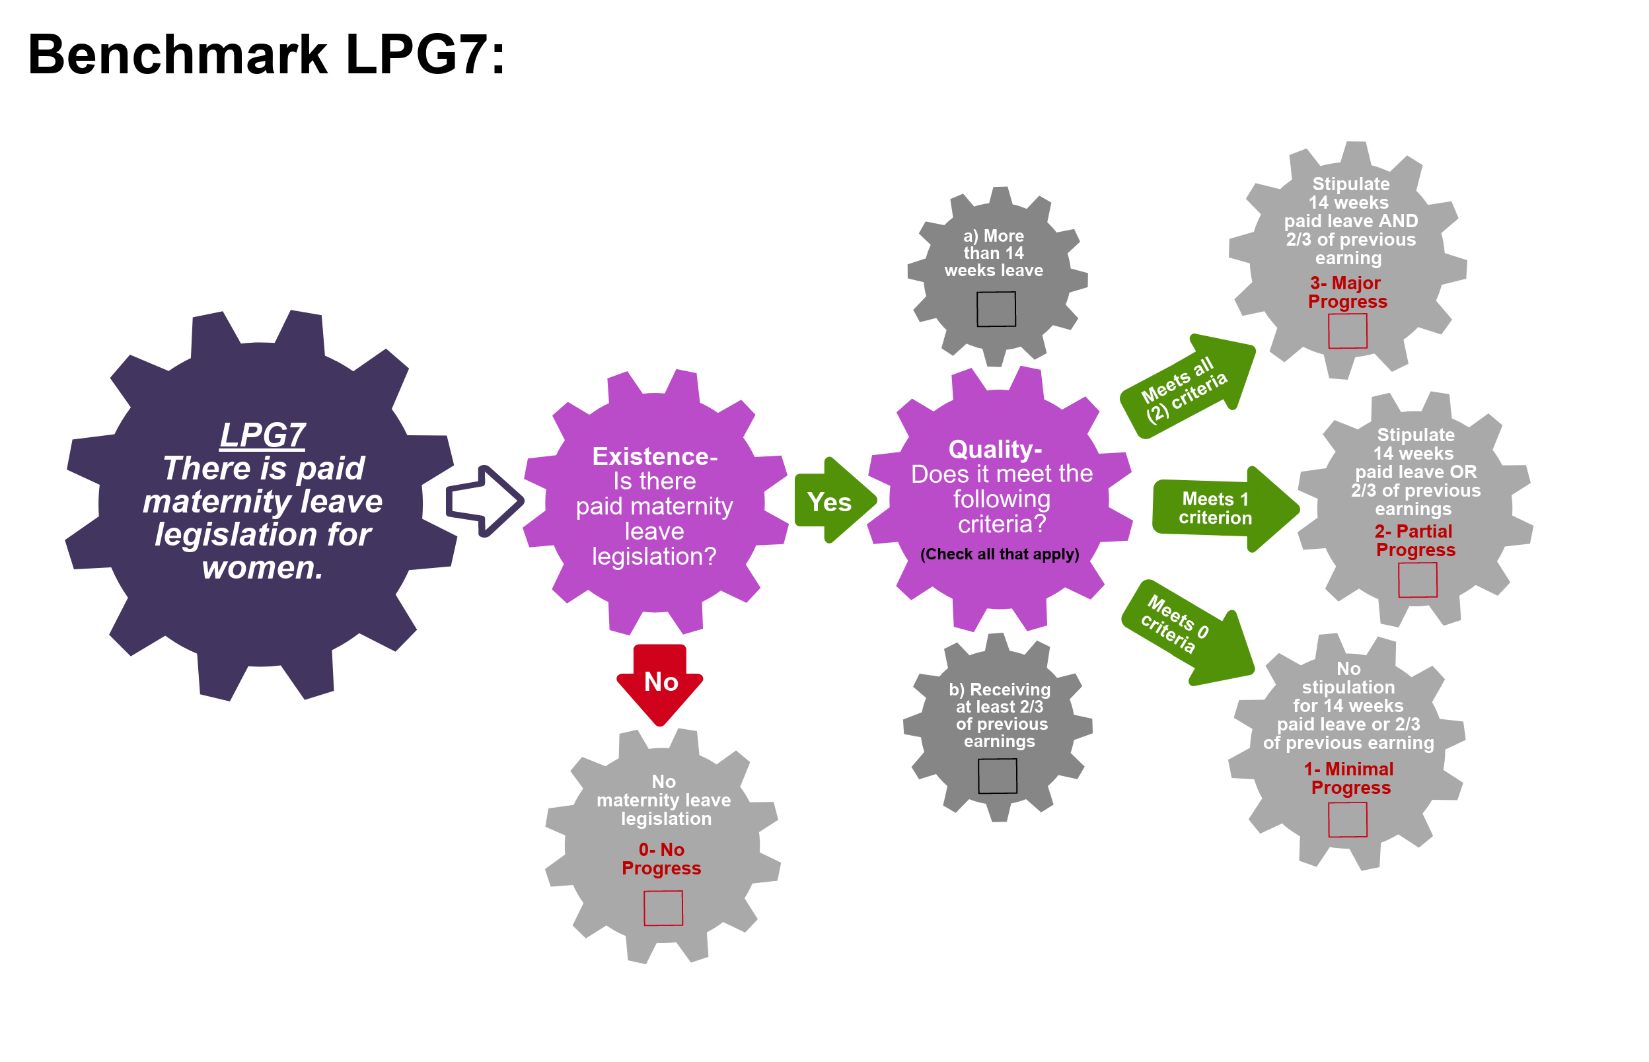 Benchmark LPG7:
LPG7
There is paid
maternity leave
legislation for
women.
Existence-
Is there
paid maternity
leave
legislation?
Yes
No
No
maternity leave
legislation
0- No
Progress
a) More
than 14
weeks leave
Quality-
Does it meet the
following
criteria?
(Check all that apply)
b) Receiving
at least 2/3
of previous
earnings
Meets all
(2) criteria
Meets 1
criterion
Meets 0
criteria
Stipulate
14 weeks
paid leave AND
2/3 of previous
earning
3- Major
Progress
Stipulate
14 weeks
paid leave OR
2/3 of previous
earnings
2- Partial
Progress
No
stipulation
for 14 weeks
paid leave or 2/3
of previous earning
1- Minimal
Progress